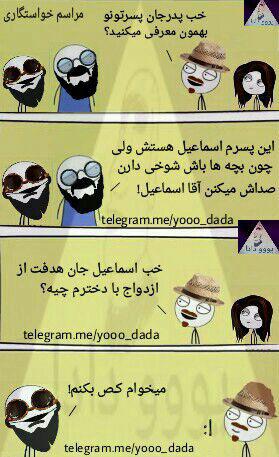 مراسم خواستگاری
خب پدرجان پسرتونو
بهمون معرفی میکنید؟
این پسرم اسماعیل هستش ولی
چون بچه ها باش شوخی دارن
صداش میکنن آقا اسماعیل!
telegram.me/yooo_dada
خب اسماعیل جان هدفت از
ازدواج با دخترم چیه؟
telegram.me/yooo_dada
میخوام کـص بکنم!
:|
telegram.me/yooo_dada